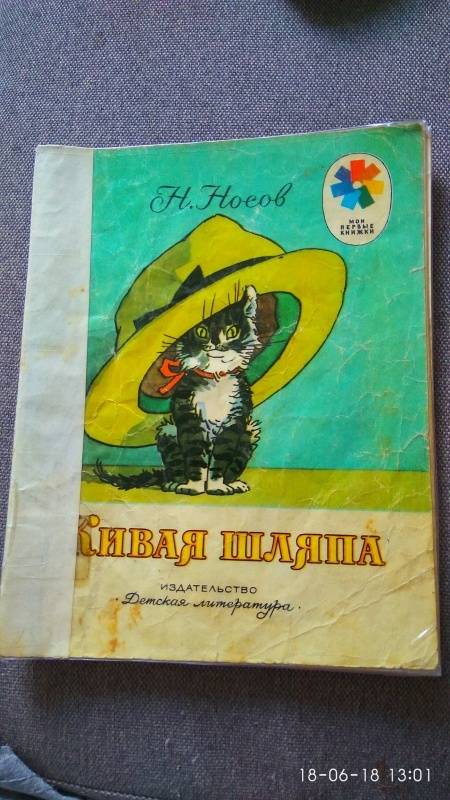 Н. Носов
МОИ
ПЕРВЫЕ
КНИЖКИ
ЖИВАЯ ШЛЯПА
ИЗДАТЕЛЬСТВО
· Детская литература ·
18-06-18 13:01